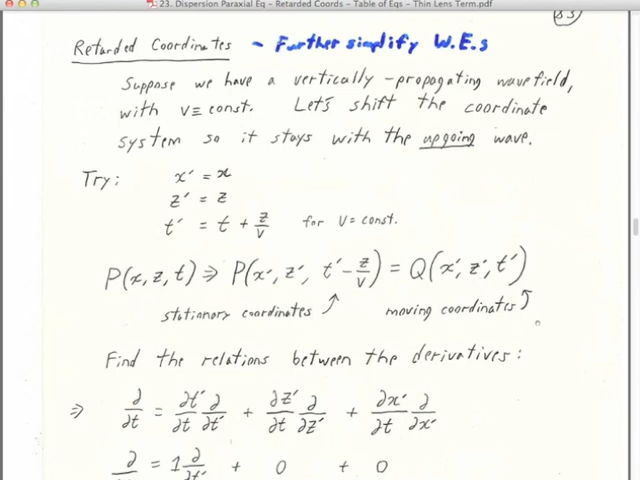 23. Dispersion Paraxial Eq - Retarded Coords - Table of Eqs - Thin Lens Term.pdf
83
Retarded Coordinates - Further simplify W.E.s
Suppose we have a vertically-propagating wavefield,
with v≡const. Let's shift the coordinate
system so it stays with the upgoing wave.
Try: x' = x
z' = z
t' = t + z/v for v=const.
P(x,z,t) ⇒ P(x', z', t' - z/v) = Q(x', z', t')
stationary coordinates ↗ moving coordinates ↗
Find the relations between the derivatives:
⇒ ∂/∂t = ∂t'/∂t ∂/∂t' + ∂z'/∂t ∂/∂z' + ∂x'/∂t ∂/∂x'
∂/∂t = 1 ∂/∂t' + 0 + 0